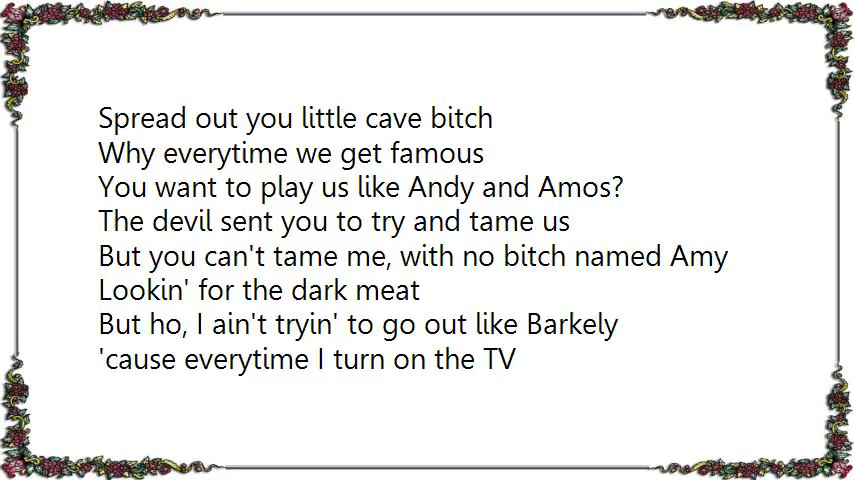 Spread out you little cave bitch
Why everytime we get famous
You want to play us like Andy and Amos?
The devil sent you to try and tame us
But you can't tame me, with no bitch named Amy
Lookin' for the dark meat
But ho, I ain't tryin' to go out like Barkely
'cause everytime I turn on the TV